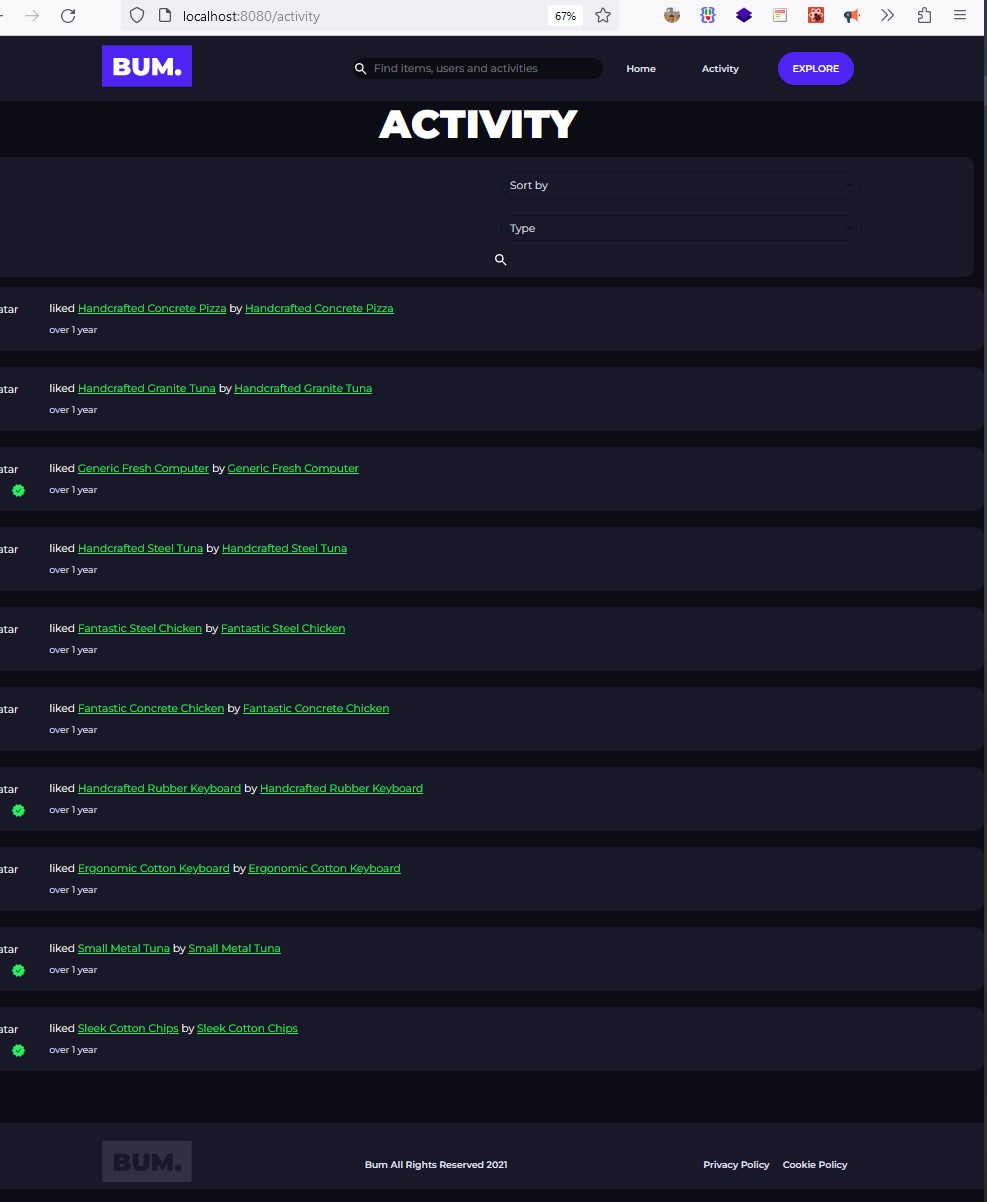 localhost:8080/activity
67%
BUM.
Find items, users and activities
Home
Activity
EXPLORE
ACTIVITY
Sort by
Type
atar
liked Handcrafted Concrete Pizza by Handcrafted Concrete Pizza
over 1 year
atar
liked Handcrafted Granite Tuna by Handcrafted Granite Tuna
over 1 year
atar
liked Generic Fresh Computer by Generic Fresh Computer
over 1 year
atar
liked Handcrafted Steel Tuna by Handcrafted Steel Tuna
over 1 year
atar
liked Fantastic Steel Chicken by Fantastic Steel Chicken
over 1 year
atar
liked Fantastic Concrete Chicken by Fantastic Concrete Chicken
over 1 year
atar
liked Handcrafted Rubber Keyboard by Handcrafted Rubber Keyboard
over 1 year
atar
liked Ergonomic Cotton Keyboard by Ergonomic Cotton Keyboard
over 1 year
atar
liked Small Metal Tuna by Small Metal Tuna
over 1 year
atar
liked Sleek Cotton Chips by Sleek Cotton Chips
over 1 year
BUM.
Bum All Rights Reserved 2021
Privacy Policy
Cookie Policy